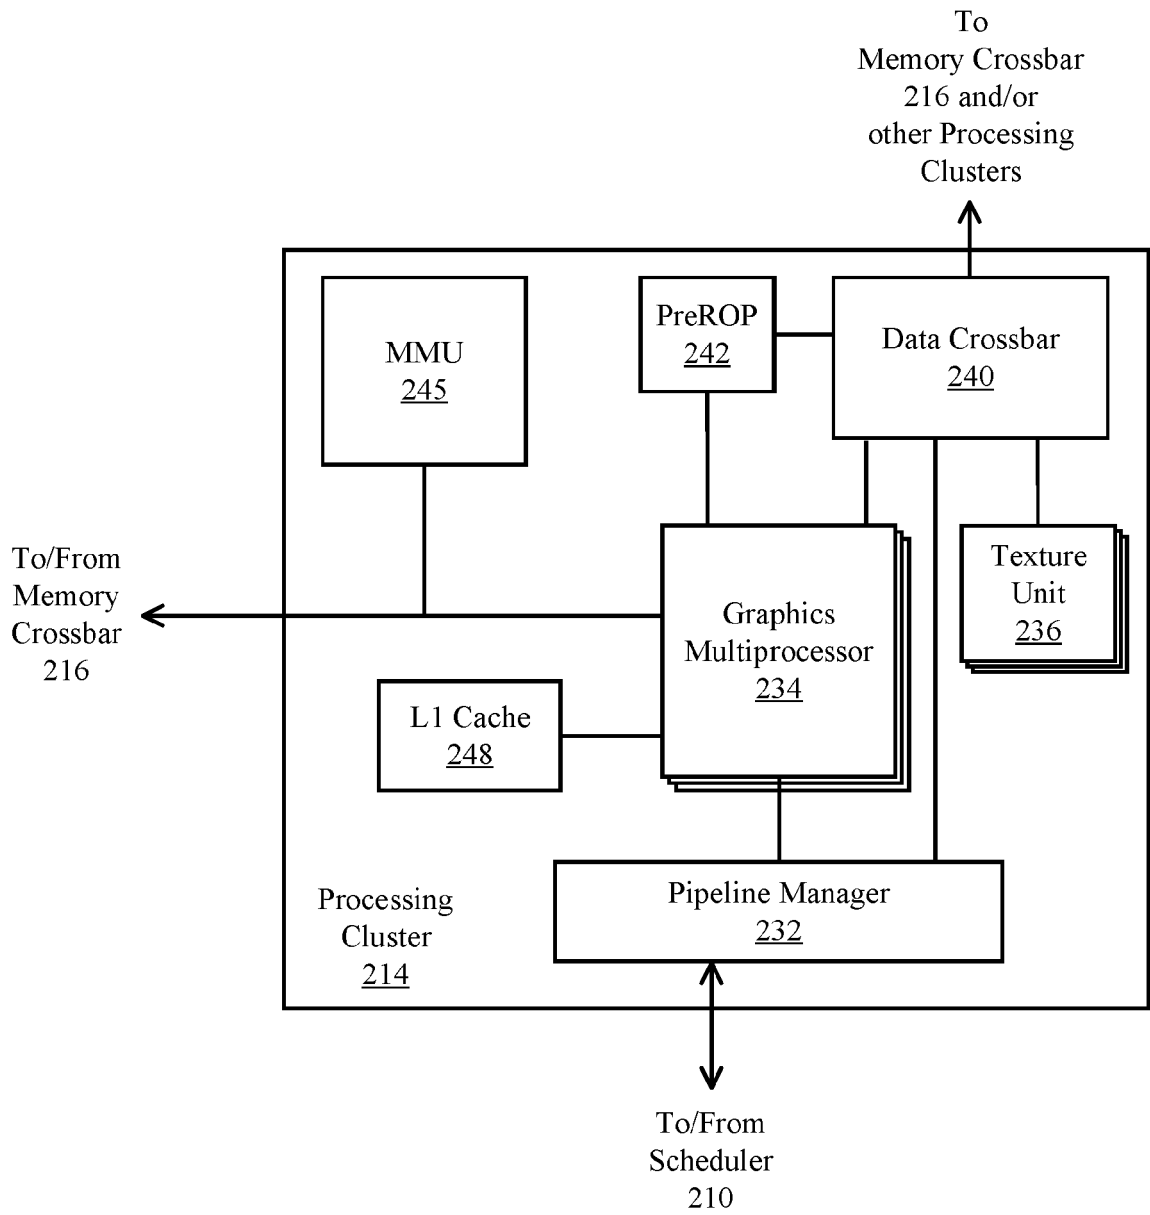 To
Memory Crossbar
216 and/or
other Processing
Clusters
MMU
245
PreROP
242
Data Crossbar
240
To/From
Memory
Crossbar
216
Graphics
Multiprocessor
234
Texture
Unit
236
L1 Cache
248
Processing
Cluster
214
Pipeline Manager
232
To/From
Scheduler
210